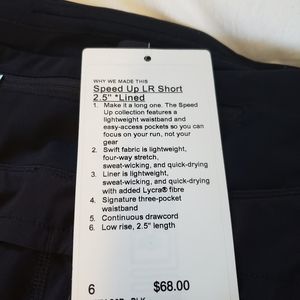 WHY WE MADE THIS
Speed Up LR Short
2.5" *Lined
1. Make it a long one. The Speed
Up collection features a
lightweight waistband and
easy-access pockets so you can
focus on your run, not your
gear
2. Swift fabric is lightweight,
four-way stretch,
sweat-wicking, and quick-drying
3. Liner is lightweight,
sweat-wicking and quick-drying
with added Lycra® fibre
4. Signature three-pocket
waistband
5. Continuous drawcord
6. Low rise, 2.5" length
6 $68.00